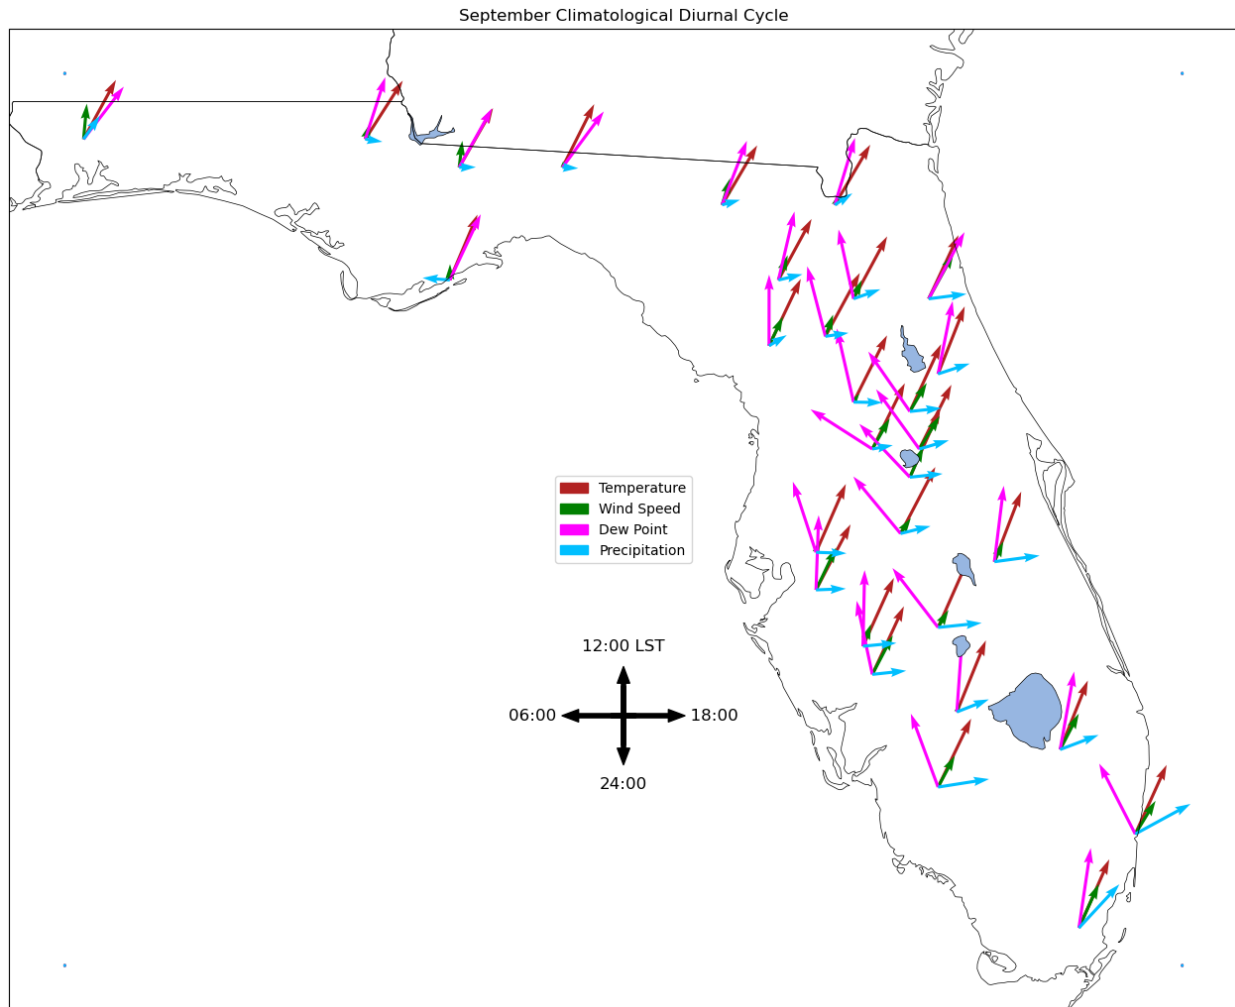 September Climatological Diurnal Cycle
Temperature
Wind Speed
Dew Point
Precipitation
12:00 LST
06:00
18:00
24:00